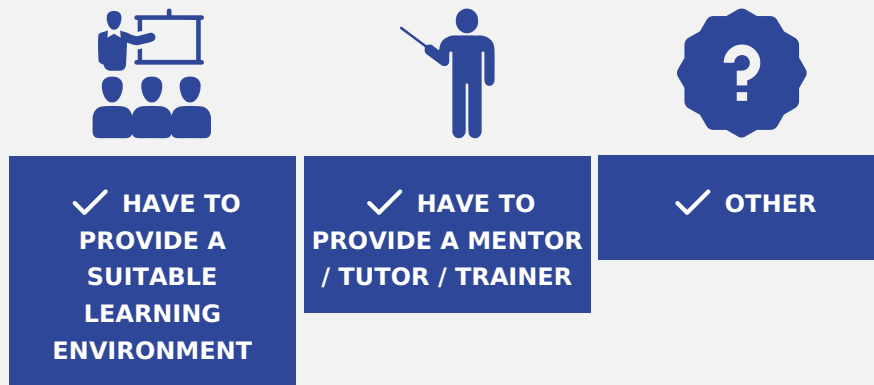 HAVE TO
PROVIDE A
SUITABLE
LEARNING
ENVIRONMENT
HAVE TO
PROVIDE A MENTOR
/ TUTOR / TRAINER
OTHER